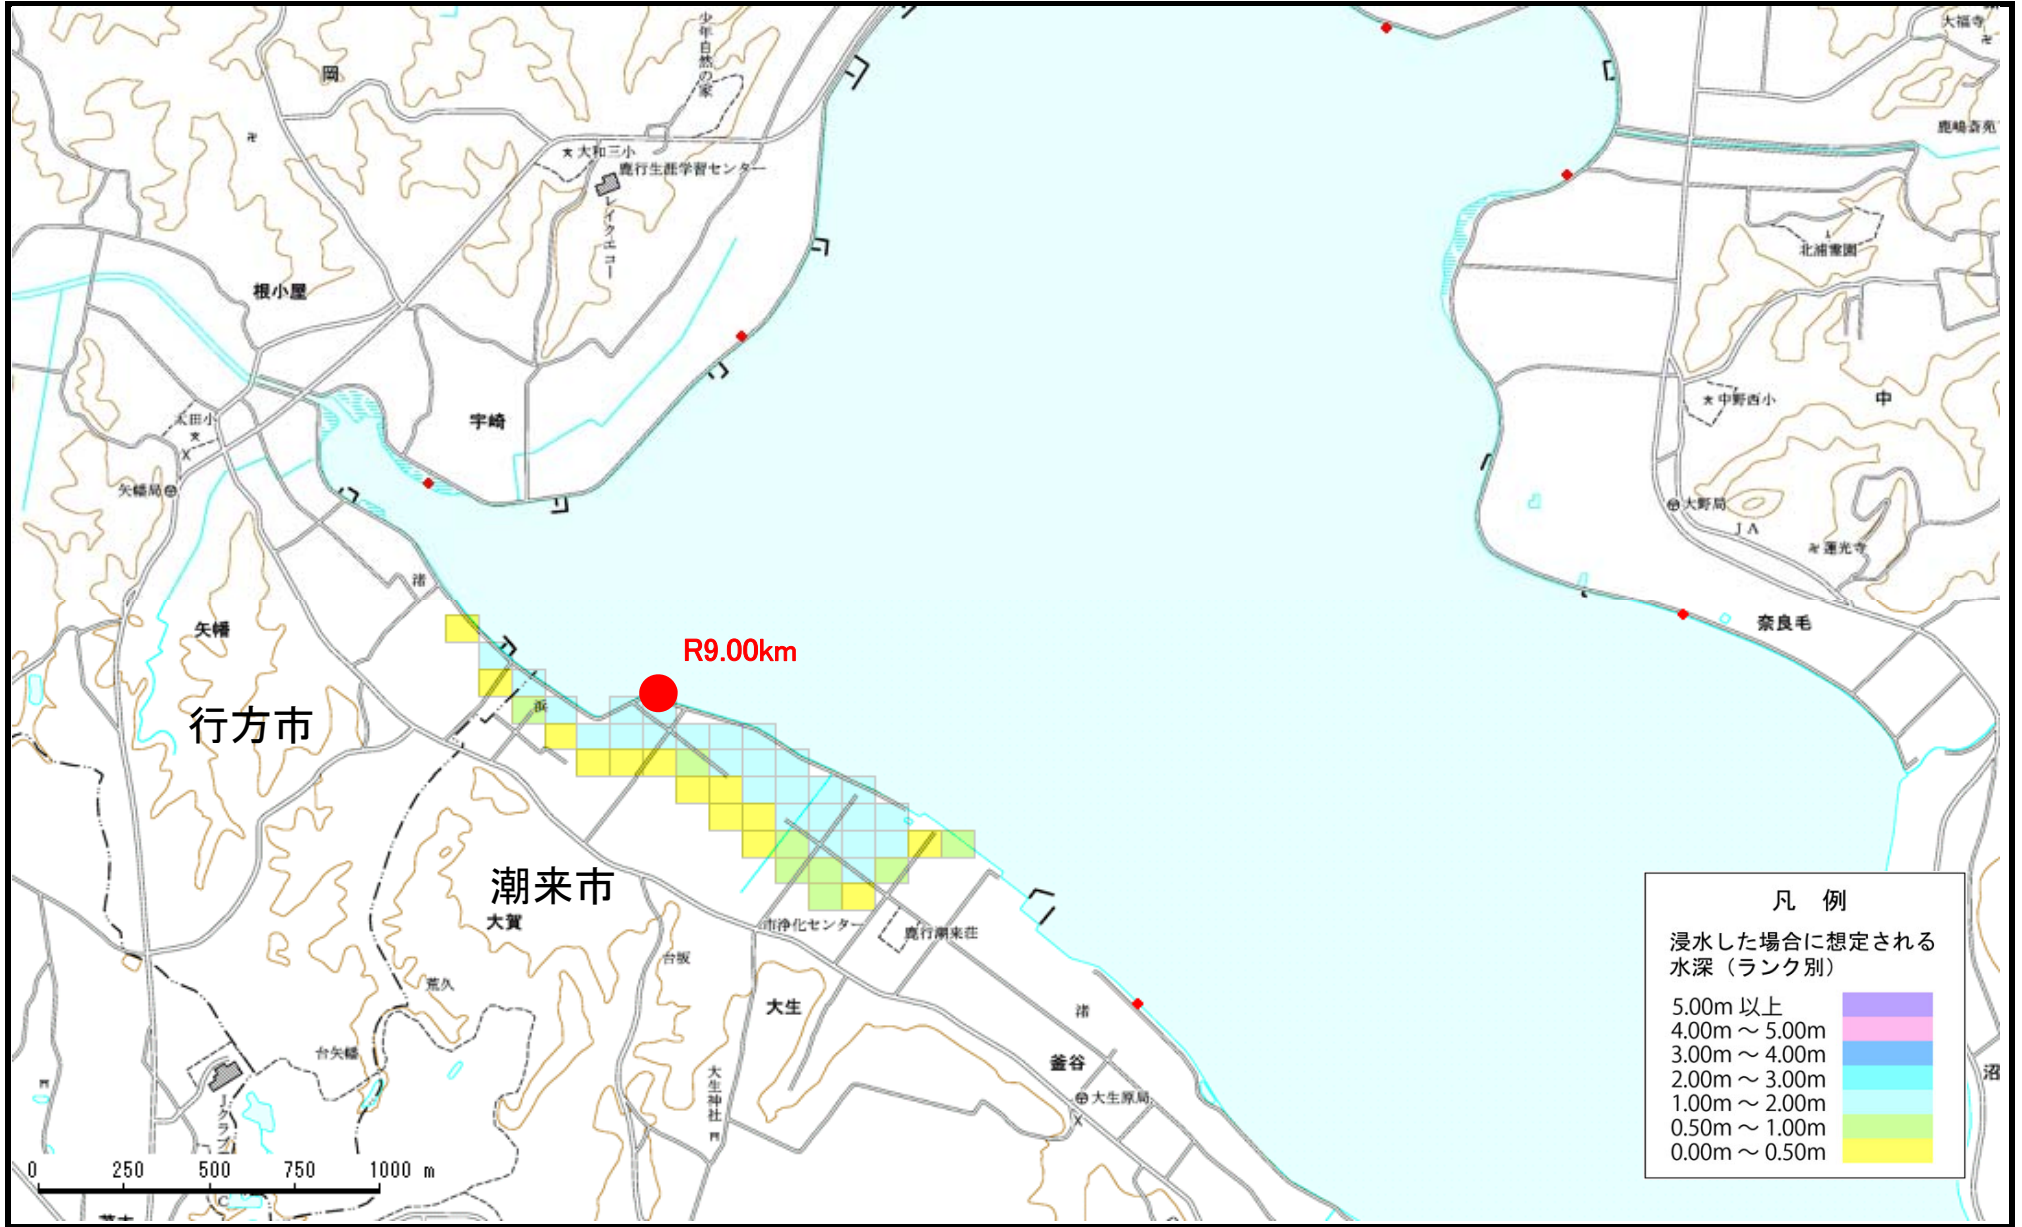 大福寺
少年自然の家
岡
鹿嶋斎苑
大和三小
鹿行生涯学習センター
レイクエコー
北浦霊園
根小屋
中野西小
中
太田小
宇崎
矢幡局
大野局
JA
蓮光寺
渚
矢幡
奈良毛
R9.00km
浜
行方市
潮来市
大賀
市浄化センター
鹿行潮来荘
台坂
荒久
大生
渚
台矢幡
釜谷
大生原局
大生神社
Jクラブ
沼
凡 例
浸水した場合に想定される
水深(ランク別)
5.00m 以上
4.00m ~ 5.00m
3.00m ~ 4.00m
2.00m ~ 3.00m
1.00m ~ 2.00m
0.50m ~ 1.00m
0.00m ~ 0.50m
0 250 500 750 1000 m